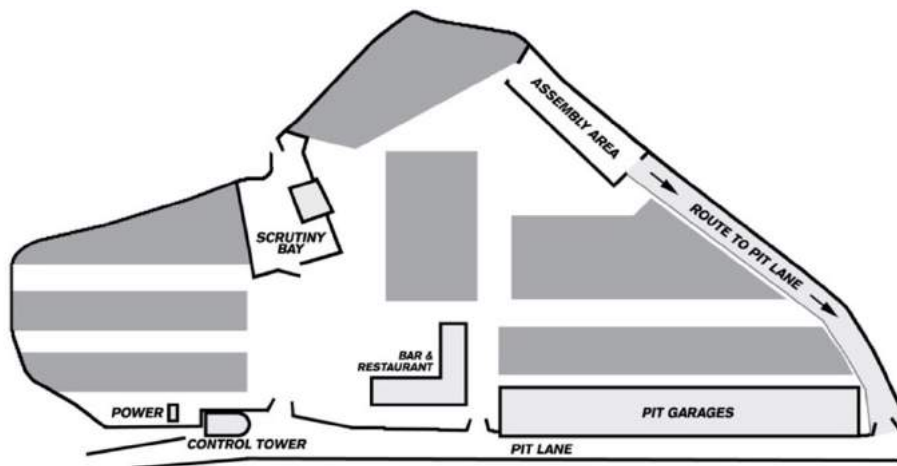 ASSEMBLY AREA
ROUTE TO PIT LANE
SCRUTINY
BAY
BAR &
RESTAURANT
POWER
CONTROL TOWER
PIT GARAGES
PIT LANE